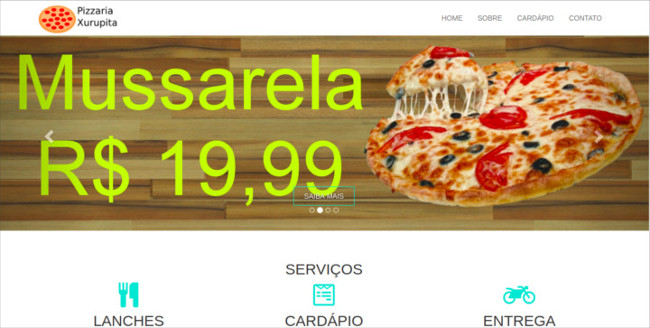 Pizzaria
Xurupita
HOME SOBRE CARDÁPIO CONTATO
Mussarela
R$ 19,99
SAIBA MAIS
SERVIÇOS
LANCHES CARDÁPIO ENTREGA